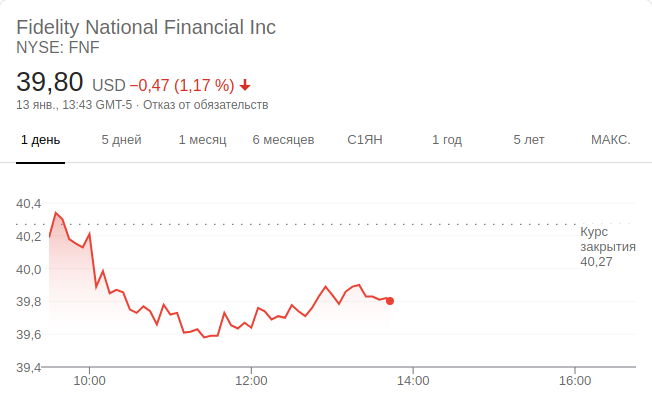 Fidelity National Financial Inc
NYSE: FNF
39,80 USD −0,47 (1,17 %)
13 янв., 13:43 GMT-5 · Отказ от обязательств
1 день 5 дней 1 месяц 6 месяцев С1ЯН 1 год 5 лет МАКС.
40,4
40,2
40,0
39,8
39,6
39,4
Курс
закрытия
40,27
10:00 12:00 14:00 16:00